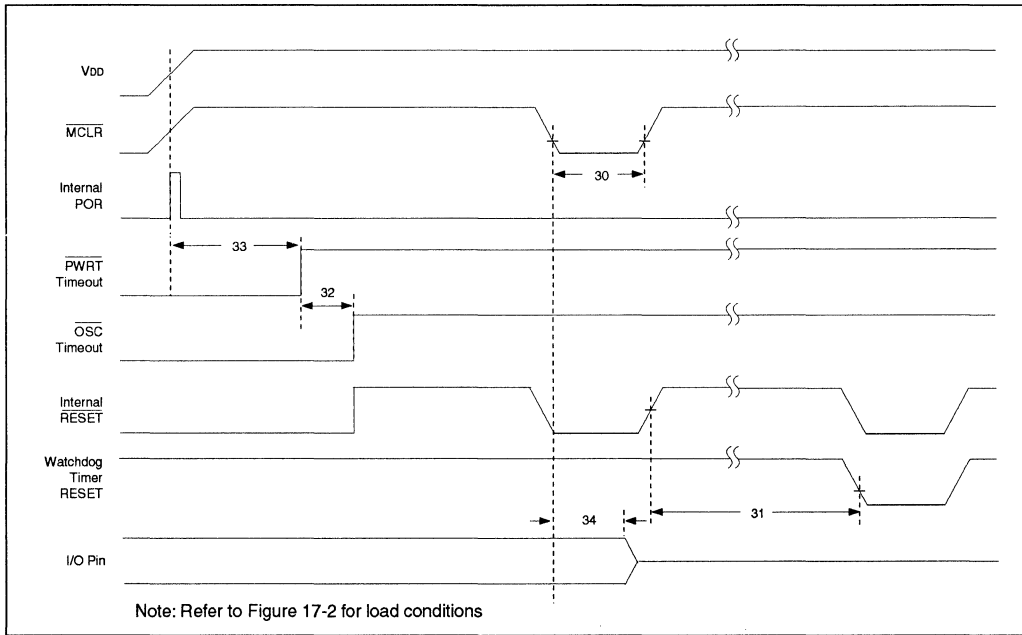 VDD
MCLR
Internal
POR
PWRT
Timeout
OSC
Timeout
Internal
RESET
Watchdog
Timer
RESET
I/O Pin
30
33
32
34
31
Note: Refer to Figure 17-2 for load conditions